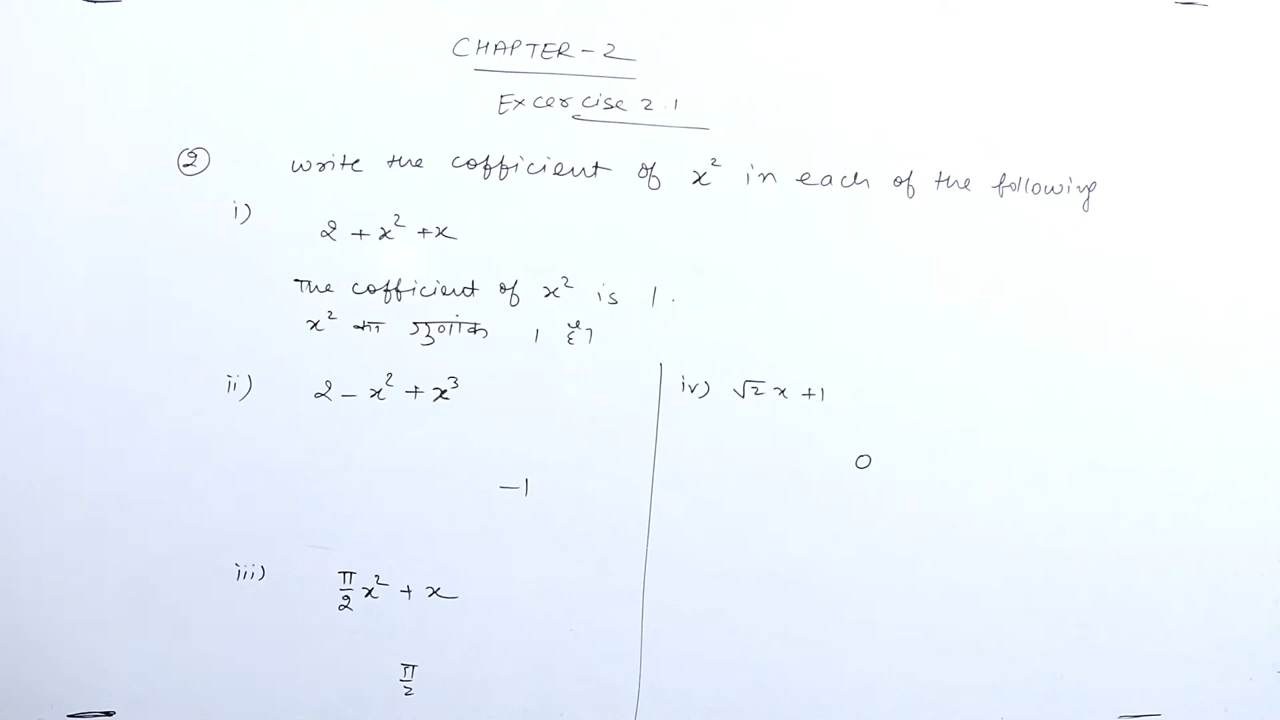 CHAPTER-2
Excercise 2.1
② write the cofficient of x² in each of the following
i) 2 + x² + x
The cofficient of x² is 1.
x² का गुणांक 1 है।
ii) 2 - x² + x³
-1
iii) π/2 x² + x
π/2
iv) √2 x + 1
0